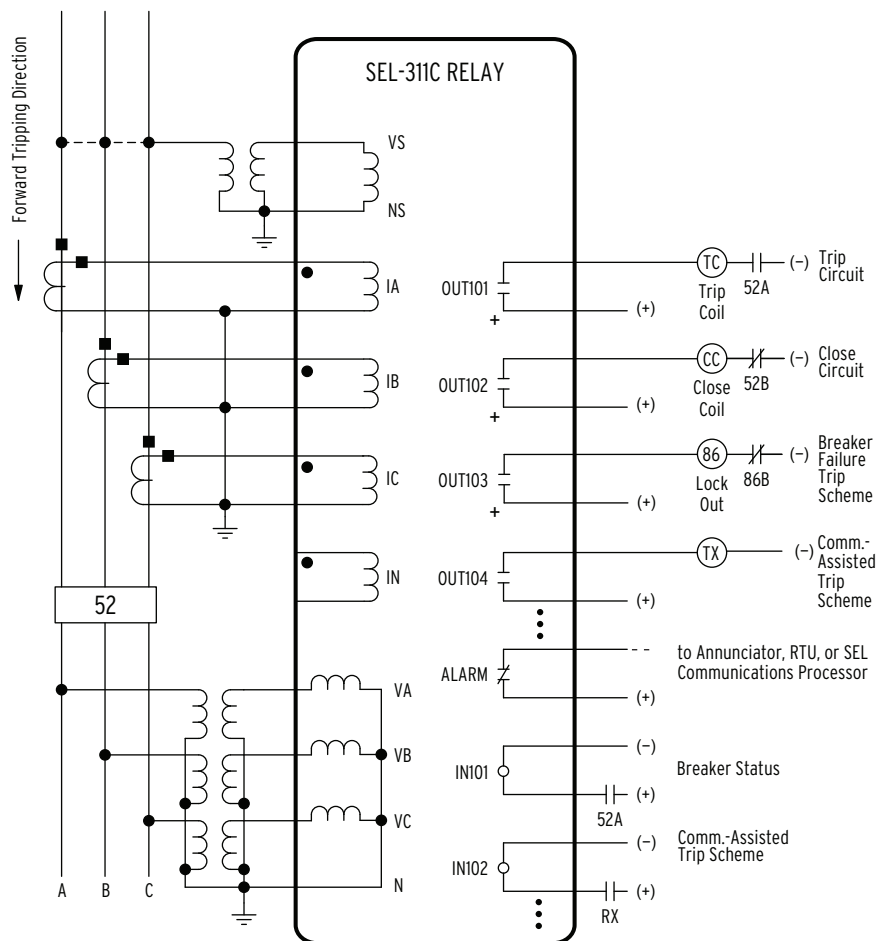 SEL-311C RELAY
Forward Tripping Direction
VS
NS
IA
IB
IC
IN
52
VA
VB
VC
N
A
B
C
OUT101
+
TC
Trip
Coil
52A
(–)
Trip
Circuit
(+)
OUT102
+
CC
Close
Coil
52B
(–)
Close
Circuit
(+)
OUT103
+
86
Lock
Out
86B
(–)
Breaker
Failure
Trip
Scheme
(+)
OUT104
TX
(–)
Comm.-
Assisted
Trip
Scheme
(+)
ALARM
to Annunciator, RTU, or SEL
Communications Processor
(+)
IN101
(–)
Breaker Status
(+)
52A
IN102
(–)
Comm.-Assisted
Trip Scheme
(+)
RX